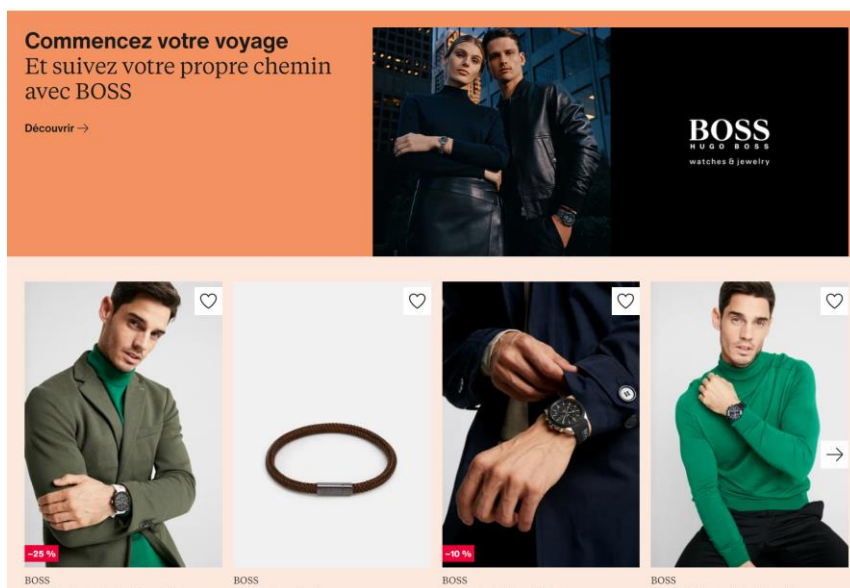 Commencez votre voyage
Et suivez votre propre chemin
avec BOSS
Découvrir →
BOSS
HUGO BOSS
watches & jewelry
-25 %
-10 %
BOSS
BOSS
BOSS
BOSS